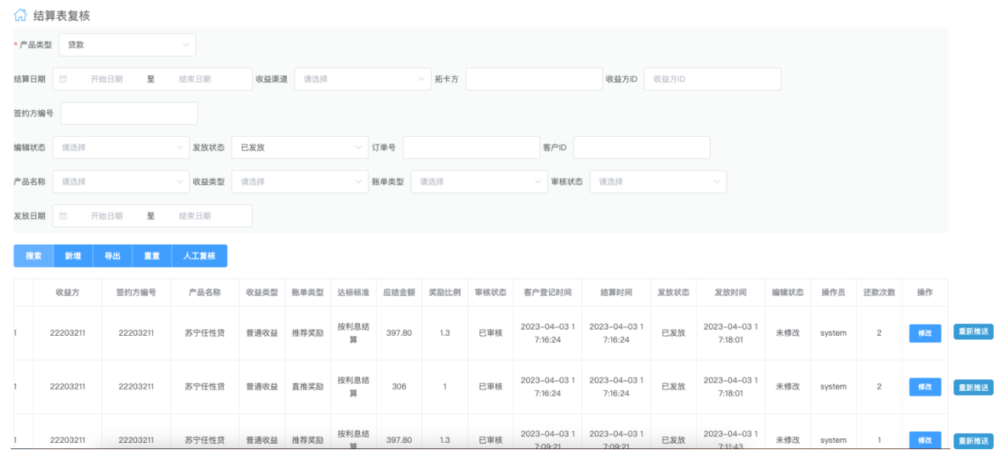 结算表复核
* 产品类型 贷款
结算日期 开始日期 至 结束日期 收益渠道 请选择 拓卡方 收益方ID 收益方ID
签约方编号
编辑状态 请选择 发放状态 已发放 订单号 客户ID
产品名称 请选择 收益类型 请选择 账单类型 请选择 审核状态 请选择
发放日期 开始日期 至 结束日期
搜索 新增 导出 重置 人工复核
收益方 签约方编号 产品名称 收益类型 账单类型 达标标准 应结金额 奖励比例 审核状态 客户登记时间 结算时间 发放状态 发放时间 编辑状态 操作员 还款次数 操作
1 22203211 22203211 苏宁任性贷 普通收益 推荐奖励 按利息结算 397.80 1.3 已审核 2023-04-03 17:16:24 2023-04-03 17:16:24 已发放 2023-04-03 17:18:01 未修改 system 2 修改 重新推送
1 22203211 22203211 苏宁任性贷 普通收益 直推奖励 按利息结算 306 1 已审核 2023-04-03 17:16:24 2023-04-03 17:16:24 已发放 2023-04-03 17:18:01 未修改 system 2 修改 重新推送
1 22203211 22203211 苏宁任性贷 普通收益 推荐奖励 按利息结算 397.80 1.3 已审核 2023-04-03 17:09:21 2023-04-03 17:09:21 已发放 2023-04-03 17:11:43 未修改 system 1 修改 重新推送